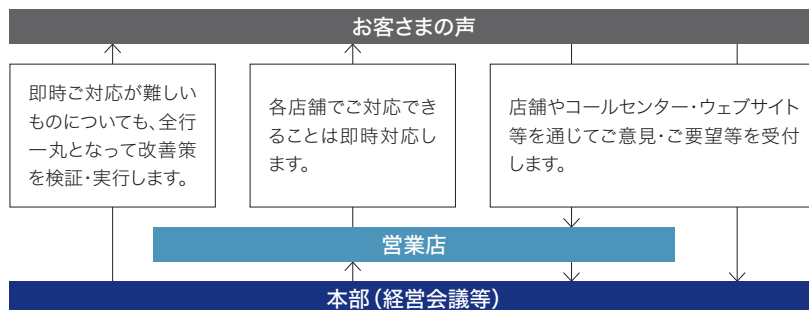 お客さまの声
即時ご対応が難しい
ものについても、全行
一丸となって改善策
を検証・実行します。
各店舗でご対応でき
ることは即時対応し
ます。
店舗やコールセンター・ウェブサイト
等を通じてご意見・ご要望等を受付
します。
営業店
本部（経営会議等）